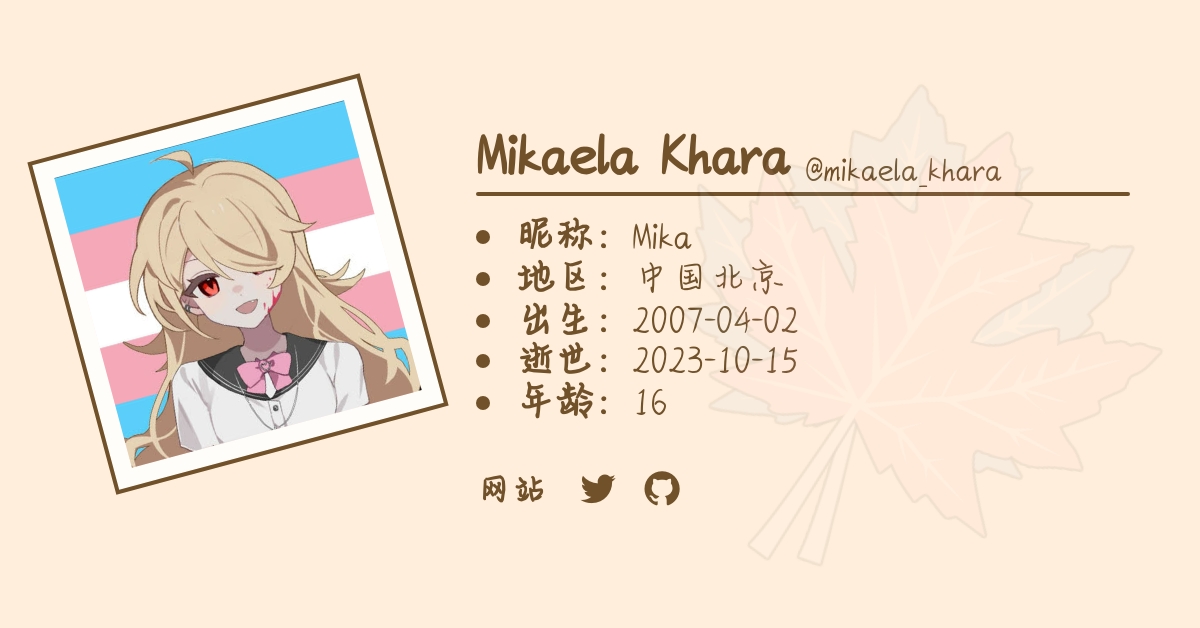 Mikaela Khara @mikaela_khara
昵称： Mika
地区： 中国北京
出生： 2007-04-02
逝世： 2023-10-15
年龄： 16
网站